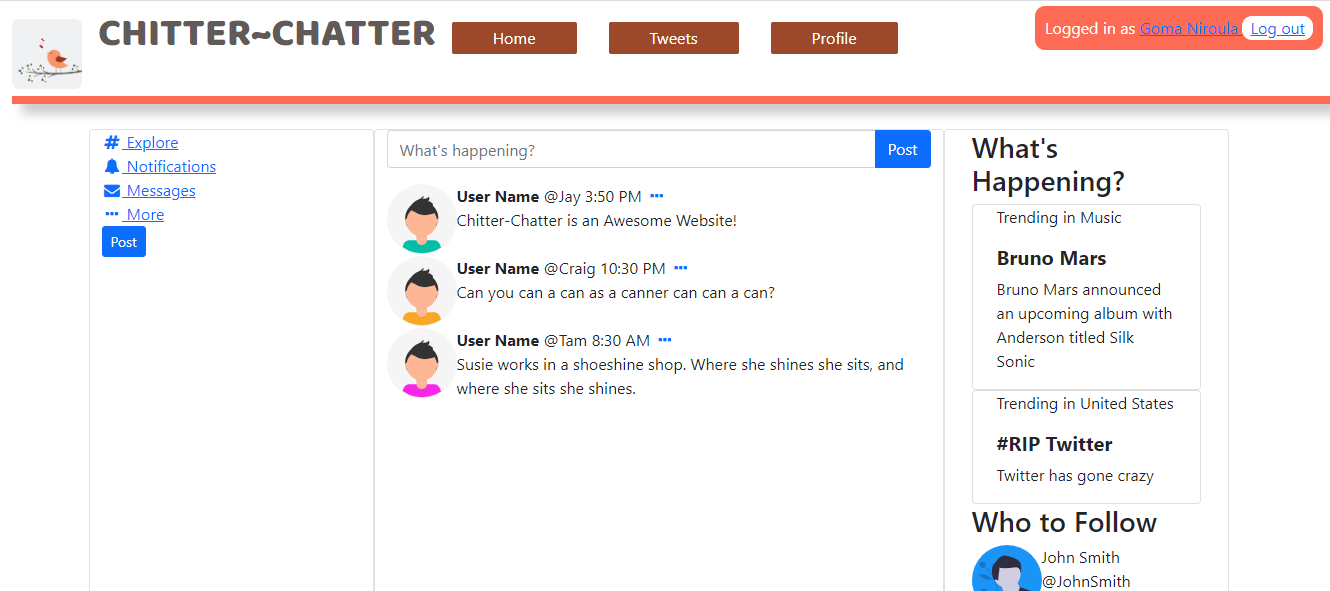 CHITTER~CHATTER
Home
Tweets
Profile
Logged in as Goma Niroula Log out
# Explore
Notifications
Messages
More
Post
What's happening?
Post
User Name @Jay 3:50 PM
Chitter-Chatter is an Awesome Website!
User Name @Craig 10:30 PM
Can you can a can as a canner can can a can?
User Name @Tam 8:30 AM
Susie works in a shoeshine shop. Where she shines she sits, and
where she sits she shines.
What's
Happening?
Trending in Music
Bruno Mars
Bruno Mars announced
an upcoming album with
Anderson titled Silk
Sonic
Trending in United States
#RIP Twitter
Twitter has gone crazy
Who to Follow
John Smith
@JohnSmith